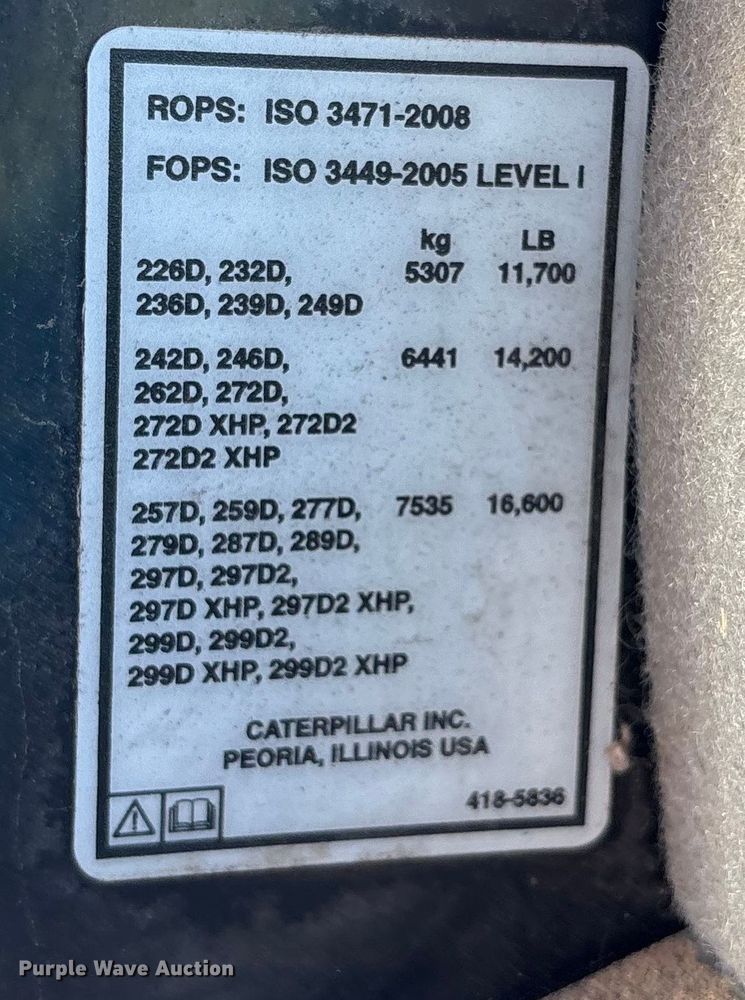 ROPS: ISO 3471-2008
FOPS: ISO 3449-2005 LEVEL I
kg LB
226D, 232D, 5307 11,700
236D, 239D, 249D
242D, 246D, 6441 14,200
262D, 272D,
272D XHP, 272D2
272D2 XHP
257D, 259D, 277D, 7535 16,600
279D, 287D, 289D,
297D, 297D2,
297D XHP, 297D2 XHP,
299D, 299D2,
299D XHP, 299D2 XHP
CATERPILLAR INC.
PEORIA, ILLINOIS USA
418-5836
Purple Wave Auction